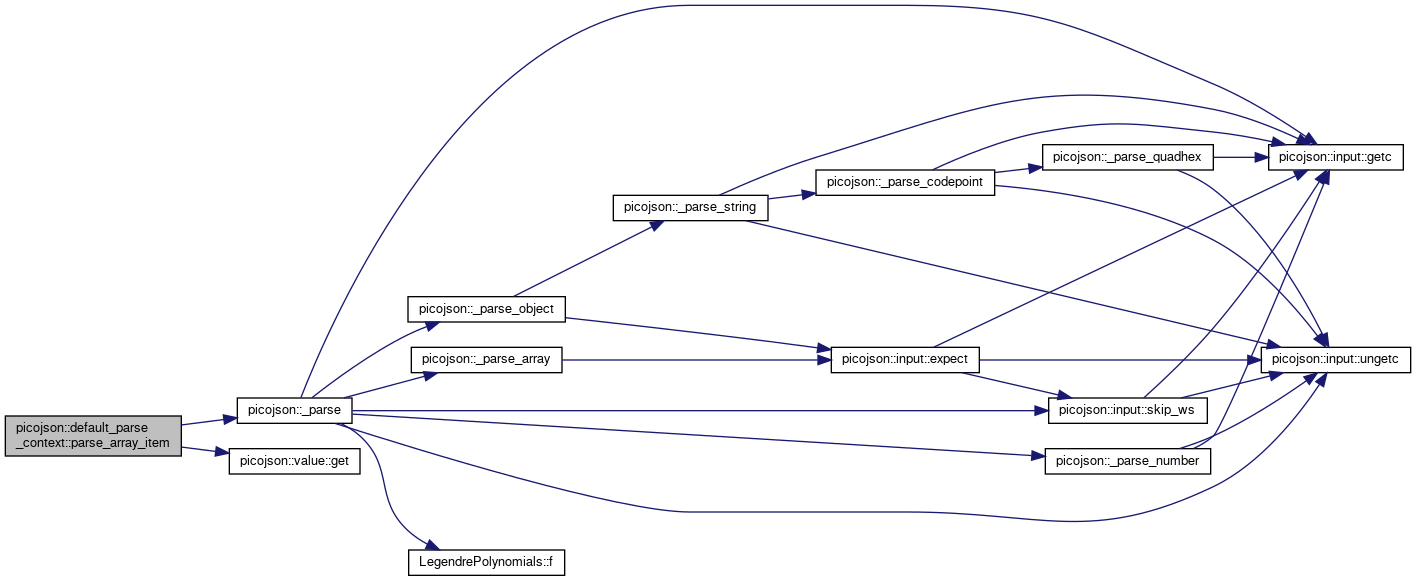 picojson::default_parse
_context::parse_array_item
picojson::_parse
picojson::value::get
picojson::_parse_object
picojson::_parse_array
LegendrePolynomials::f
picojson::_parse_string
picojson::_parse_codepoint
picojson::input::expect
picojson::_parse_quadhex
picojson::input::skip_ws
picojson::_parse_number
picojson::input::getc
picojson::input::ungetc